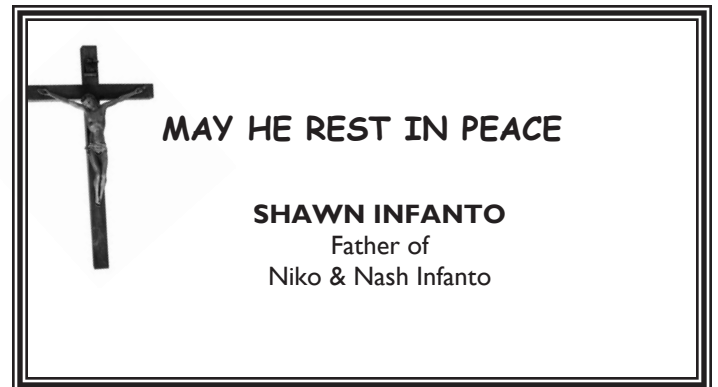 MAY HE REST IN PEACE
SHAWN INFANTO
Father of
Niko & Nash Infanto